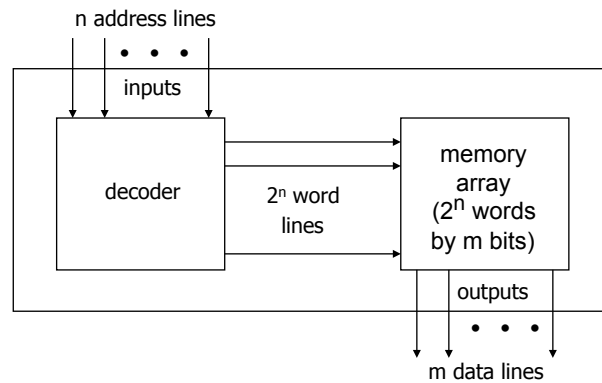 n address lines
inputs
decoder
2ⁿ word
lines
memory
array
(2ⁿ words
by m bits)
outputs
m data lines